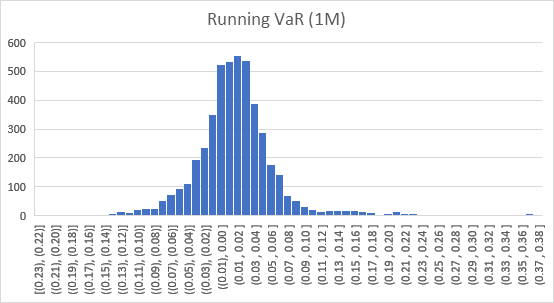 Running VaR (1M)
600
500
400
300
200
100
0
[(0.23) , (0.22)]
((0.21), (0.20)]
((0.19), (0.18)]
((0.17), (0.16)]
((0.15), (0.14)]
((0.13), (0.12)]
((0.11), (0.10)]
((0.09), (0.08)]
((0.07), (0.06)]
((0.05), (0.04)]
((0.03), (0.02)]
((0.01), 0.00 ]
(0.01 , 0.02 ]
(0.03 , 0.04 ]
(0.05 , 0.06 ]
(0.07 , 0.08 ]
(0.09 , 0.10 ]
(0.11 , 0.12 ]
(0.13 , 0.14 ]
(0.15 , 0.16 ]
(0.17 , 0.18 ]
(0.19 , 0.20 ]
(0.21 , 0.22 ]
(0.23 , 0.24 ]
(0.25 , 0.26 ]
(0.27 , 0.28 ]
(0.29 , 0.30 ]
(0.31 , 0.32 ]
(0.33 , 0.34 ]
(0.35 , 0.36 ]
(0.37 , 0.38 ]